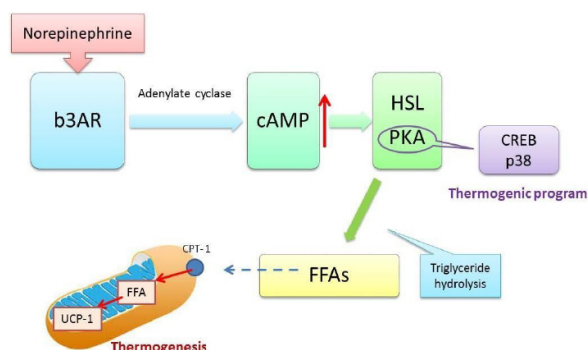 Norepinephrine
b3AR
Adenylate cyclase
cAMP
HSL
PKA
CREB
p38
Thermogenic program
CPT-1
FFA
UCP-1
Thermogenesis
FFAs
Triglyceride
hydrolysis